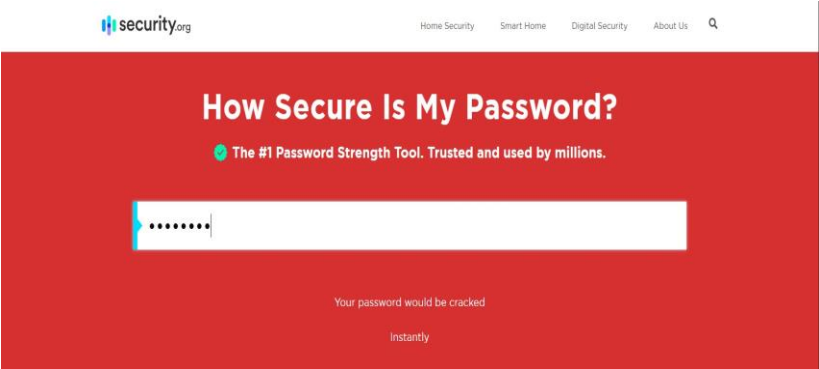 security.org
Home Security Smart Home Digital Security About Us
How Secure Is My Password?
The #1 Password Strength Tool. Trusted and used by millions.
••••••••
Your password would be cracked
Instantly